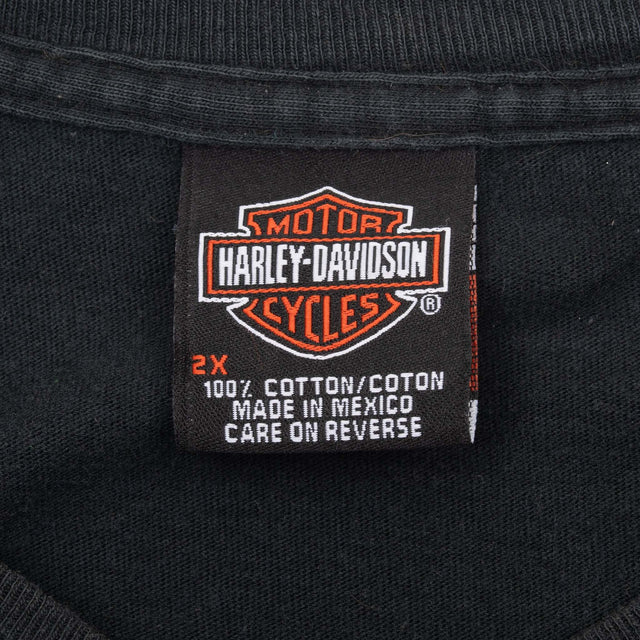 MOTOR
HARLEY-DAVIDSON
CYCLES
®
2X
100% COTTON/COTON
MADE IN MEXICO
CARE ON REVERSE